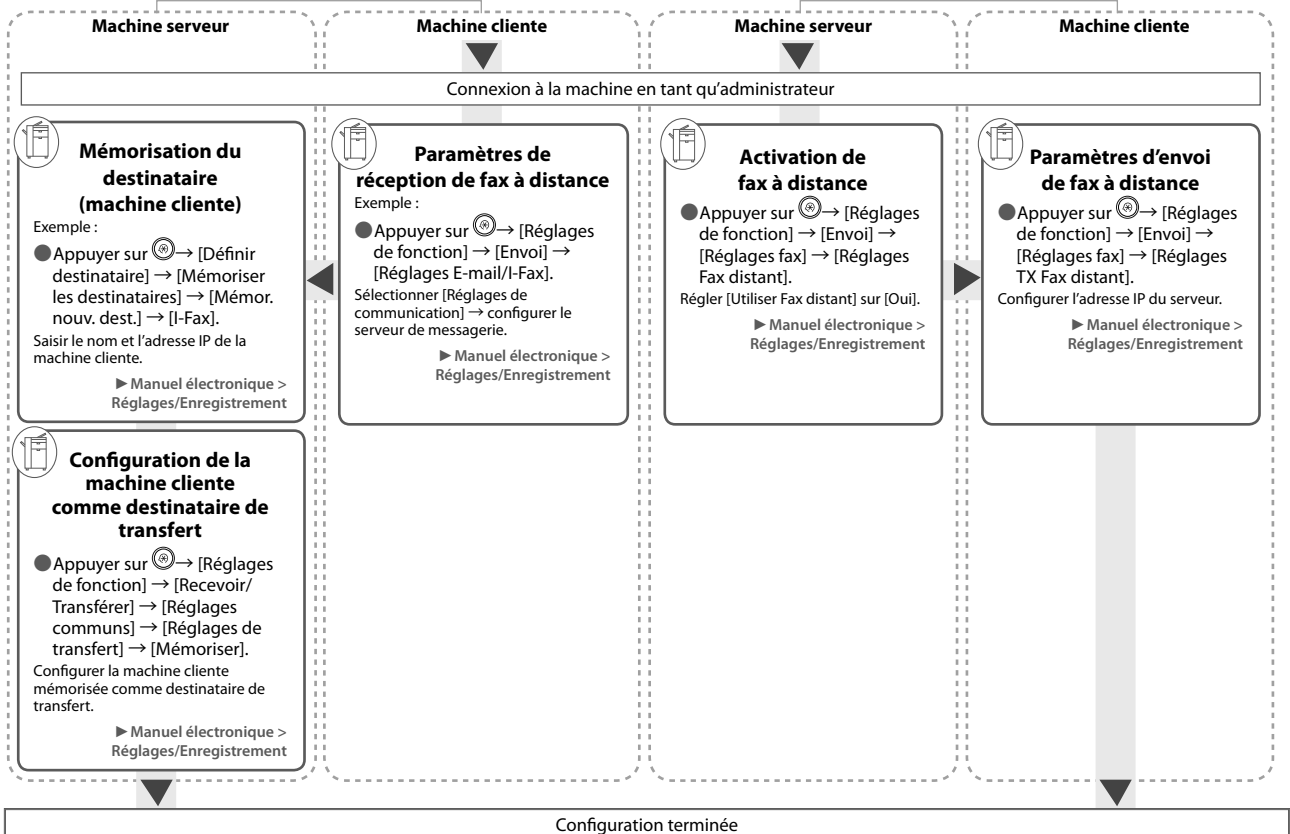 Machine serveur
Machine cliente
Machine serveur
Machine cliente
Connexion à la machine en tant qu'administrateur
Mémorisation du
destinataire
(machine cliente)
Exemple :
● Appuyer sur → [Définir
destinataire] → [Mémoriser
les destinataires] → [Mémor.
nouv. dest.] → [I-Fax].
Saisir le nom et l'adresse IP de la
machine cliente.
► Manuel électronique >
Réglages/Enregistrement
Configuration de la
machine cliente
comme destinataire de
transfert
● Appuyer sur → [Réglages
de fonction] → [Recevoir/
Transférer] → [Réglages
communs] → [Réglages de
transfert] → [Mémoriser].
Configurer la machine cliente
mémorisée comme destinataire de
transfert.
► Manuel électronique >
Réglages/Enregistrement
Paramètres de
réception de fax à distance
Exemple :
● Appuyer sur → [Réglages
de fonction] → [Envoi] →
[Réglages E-mail/I-Fax].
Sélectionner [Réglages de
communication] → configurer le
serveur de messagerie.
► Manuel électronique >
Réglages/Enregistrement
Activation de
fax à distance
● Appuyer sur → [Réglages
de fonction] → [Envoi] →
[Réglages fax] → [Réglages
Fax distant].
Régler [Utiliser Fax distant] sur [Oui].
► Manuel électronique >
Réglages/Enregistrement
Paramètres d'envoi
de fax à distance
● Appuyer sur → [Réglages
de fonction] → [Envoi] →
[Réglages fax] → [Réglages
TX Fax distant].
Configurer l'adresse IP du serveur.
► Manuel électronique >
Réglages/Enregistrement
Configuration terminée